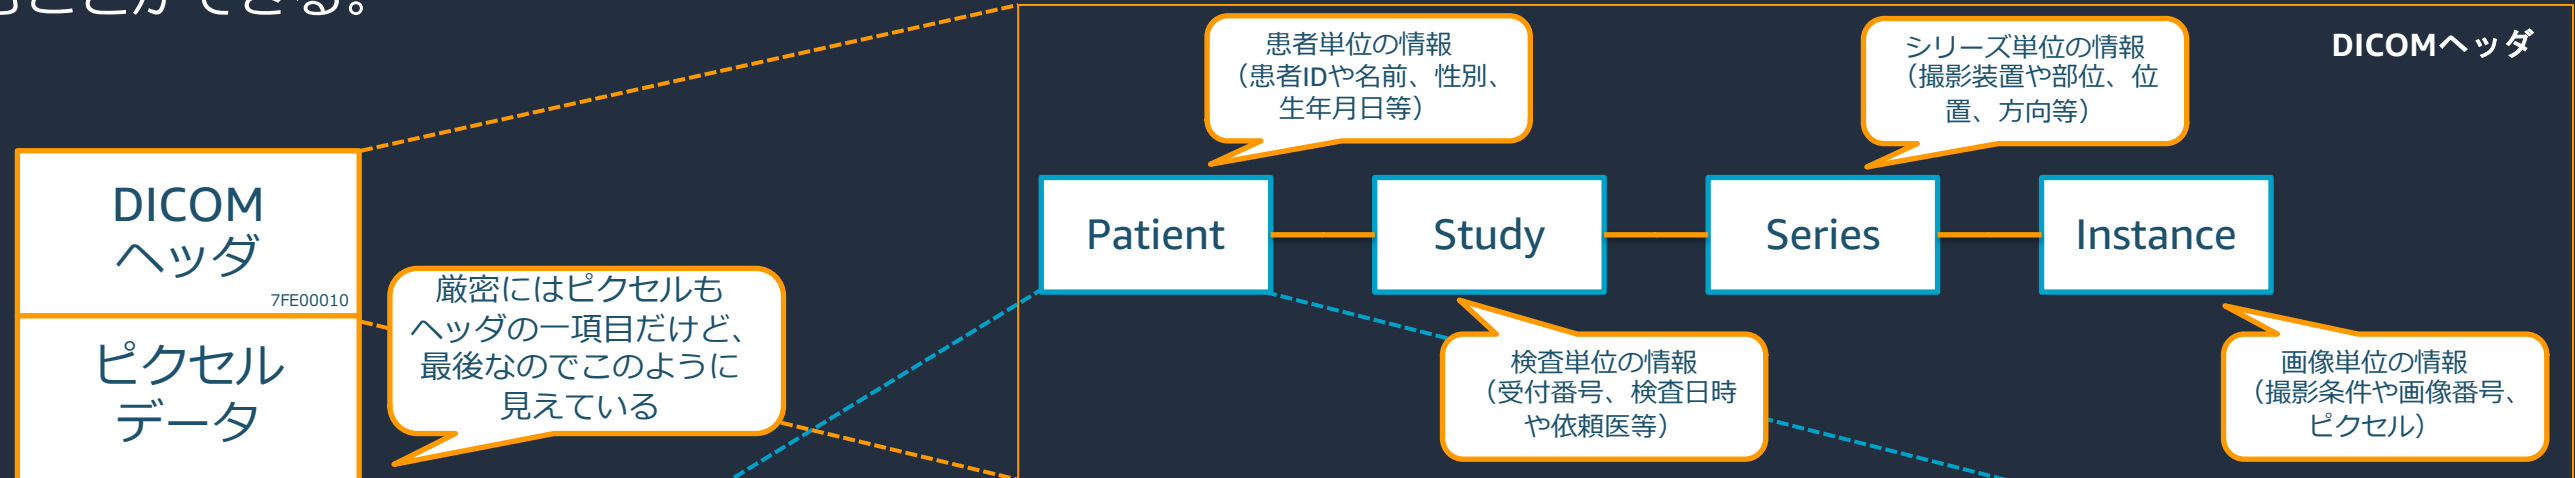 ことができる。
DICOMヘッダ
患者単位の情報
（患者IDや名前、性別、
生年月日等）
シリーズ単位の情報
（撮影装置や部位、位
置、方向等）
DICOM
ヘッダ
7FE00010
ピクセル
データ
厳密にはピクセルも
ヘッダの一項目だけど、
最後なのでこのように
見えている
Patient
Study
Series
Instance
検査単位の情報
（受付番号、検査日時
や依頼医等）
画像単位の情報
（撮影条件や画像番号、
ピクセル）